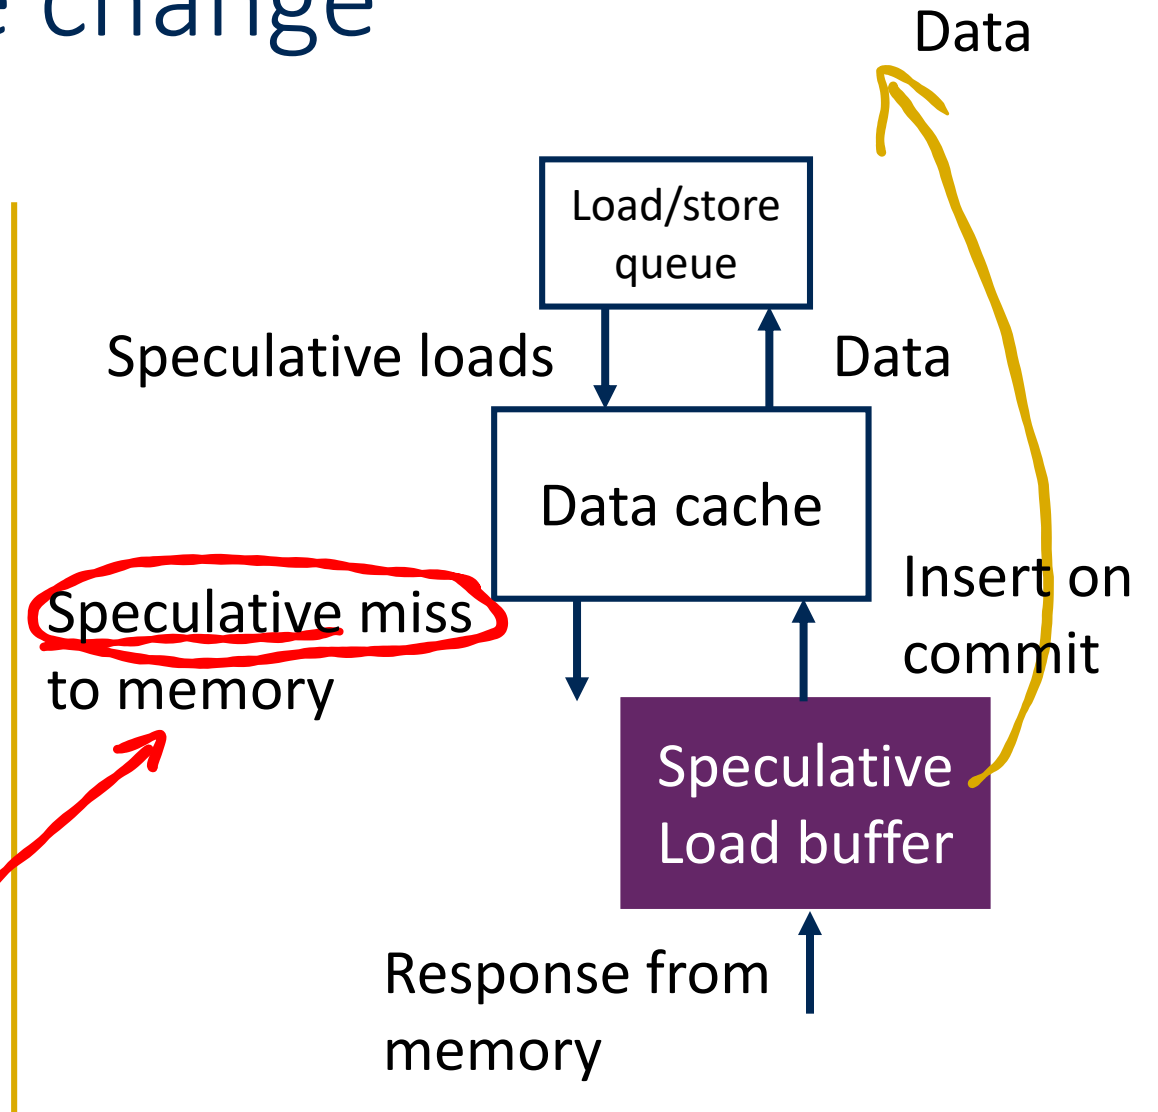 e change
Data
Load/store
queue
Speculative loads
Data
Data cache
Speculative miss
to memory
Insert on
commit
Speculative
Load buffer
Response from
memory